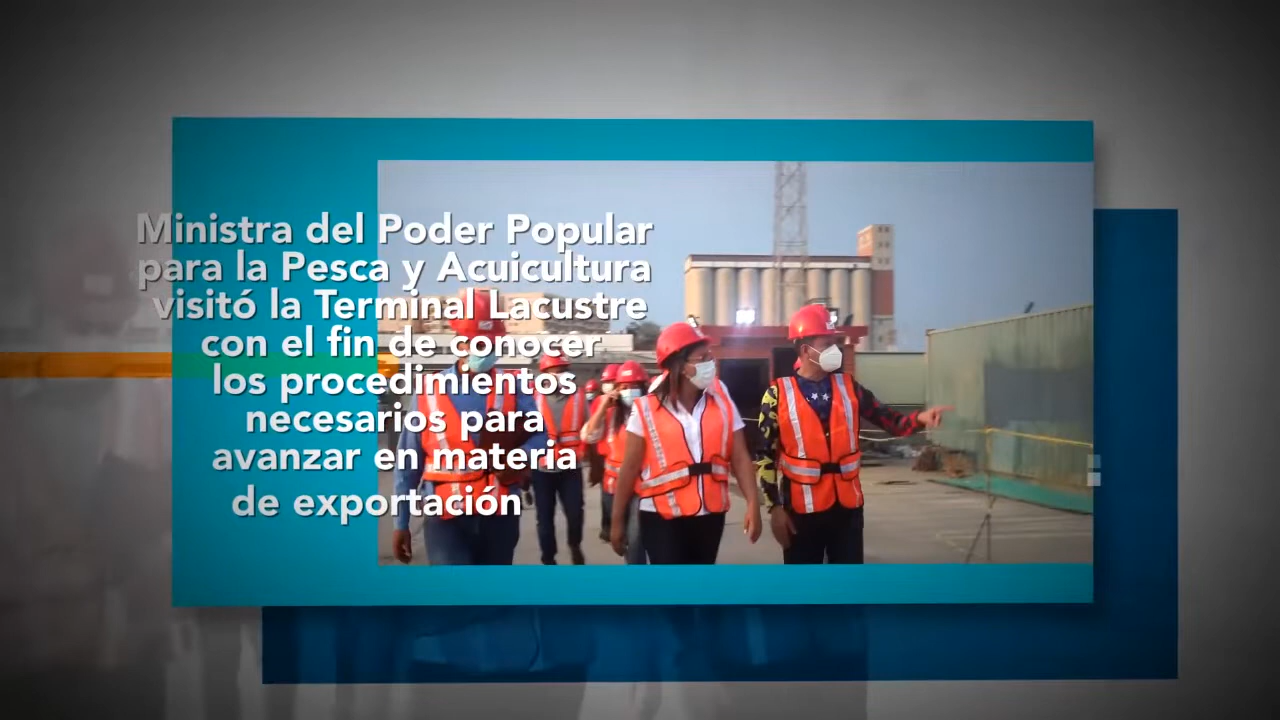 Ministra del Poder Popular
para la Pesca y Acuicultura
visitó la Terminal Lacustre
con el fin de conocer
los procedimientos
necesarios para
avanzar en materia
de exportación